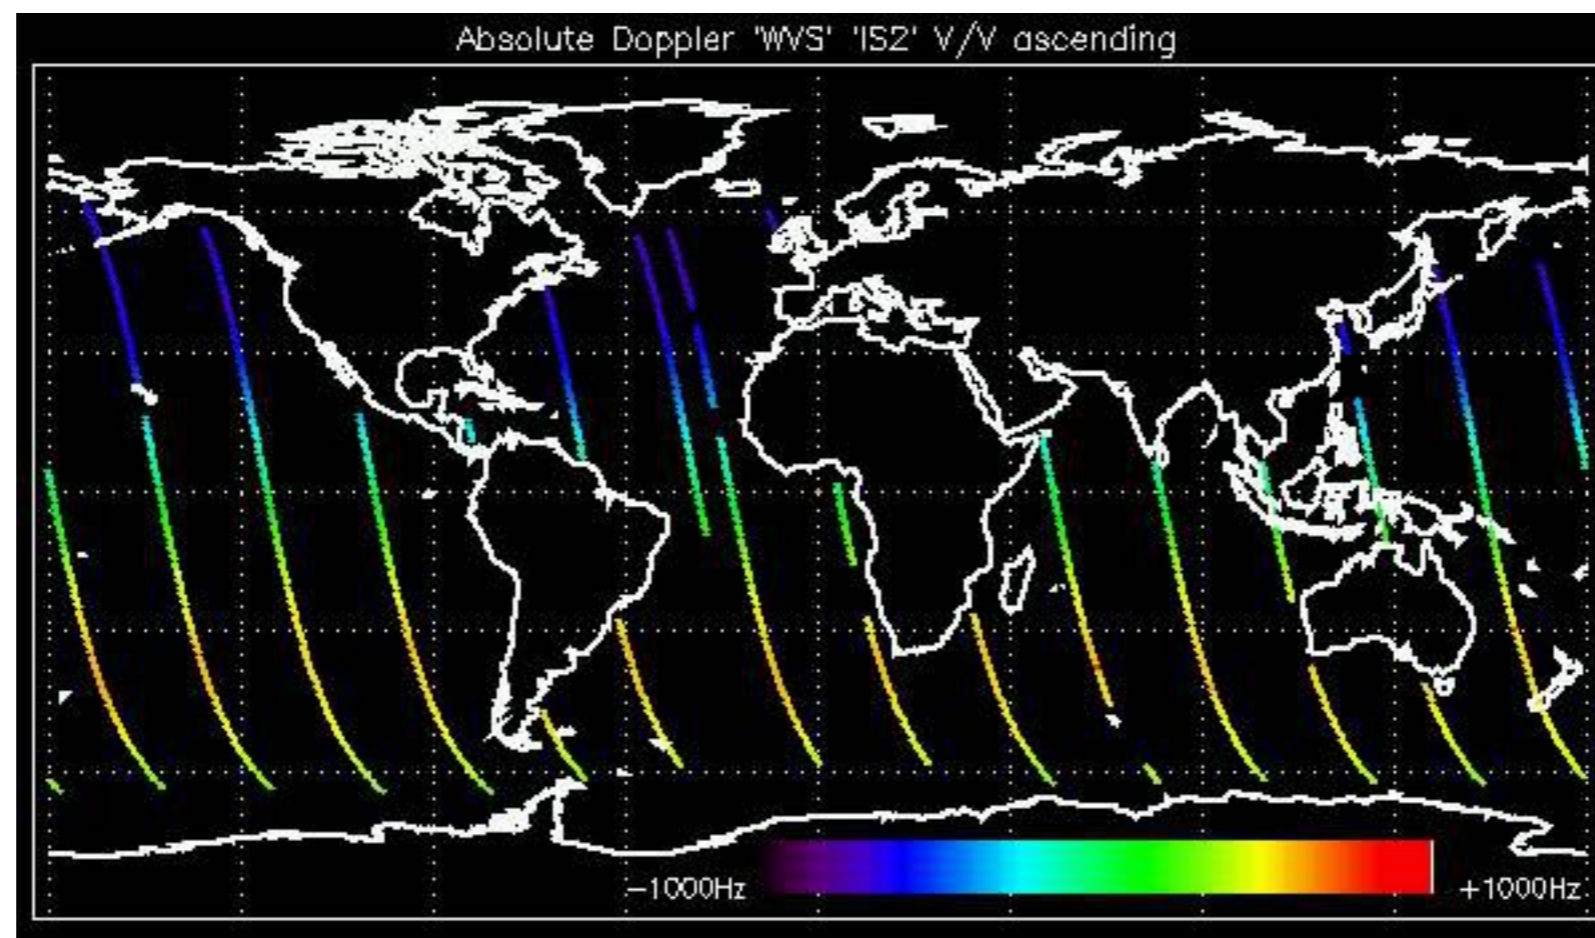 Absolute Doppler 'WVS' 'IS2' V/V ascending
-1000Hz +1000Hz